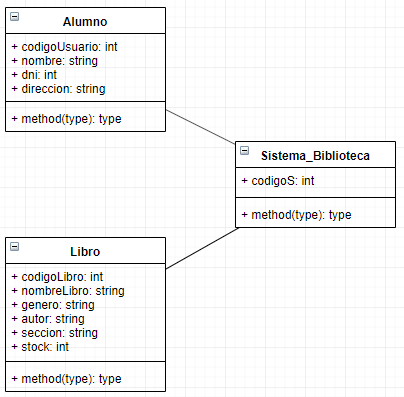 Alumno
+ codigoUsuario: int
+ nombre: string
+ dni: int
+ direccion: string
+ method(type): type
Sistema_Biblioteca
+ codigoS: int
+ method(type): type
Libro
+ codigoLibro: int
+ nombreLibro: string
+ genero: string
+ autor: string
+ seccion: string
+ stock: int
+ method(type): type